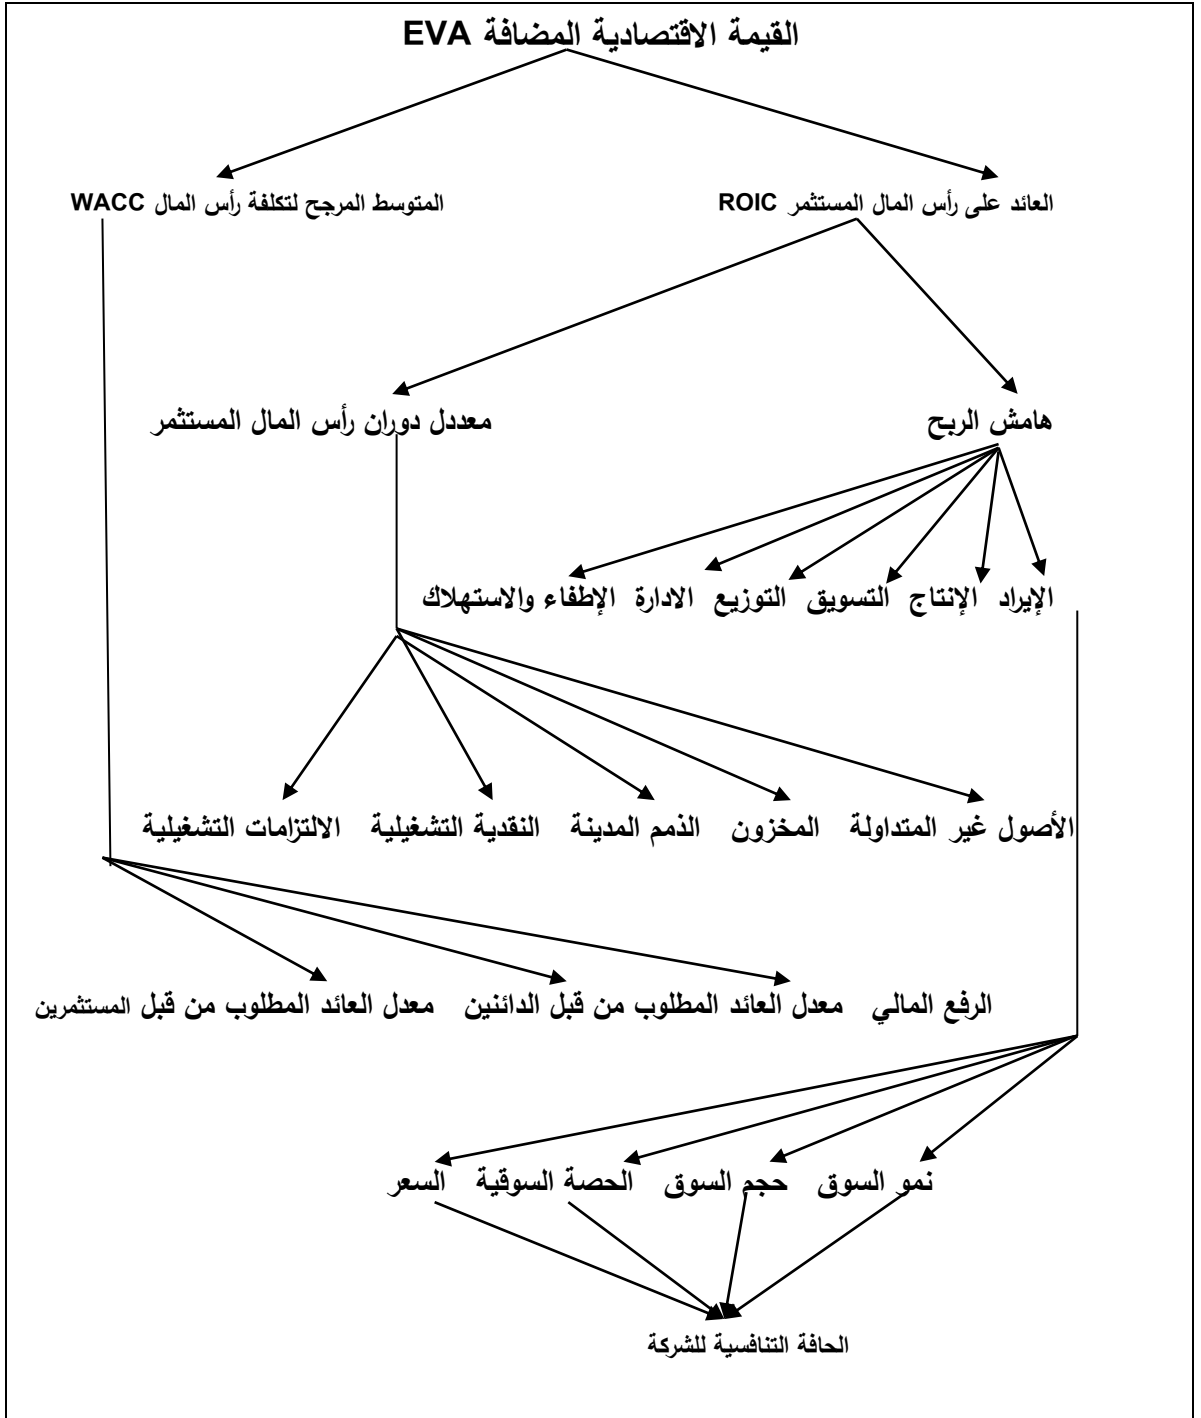 القيمة الاقتصادية المضافة EVA
العائد على رأس المال المستثمر ROIC المتوسط المرجح لتكلفة رأس المال WACC
هامش الربح معددل دوران رأس المال المستثمر
الإيراد الإنتاج التسويق التوزيع الادارة الإطفاء والاستهلاك
الأصول غير المتداولة المخزون الذمم المدينة النقدية التشغيلية الالتزامات التشغيلية
الرفع المالي معدل العائد المطلوب من قبل الدائنين معدل العائد المطلوب من قبل المستثمرين
نمو السوق حجم السوق الحصة السوقية السعر
الحافة التنافسية للشركة